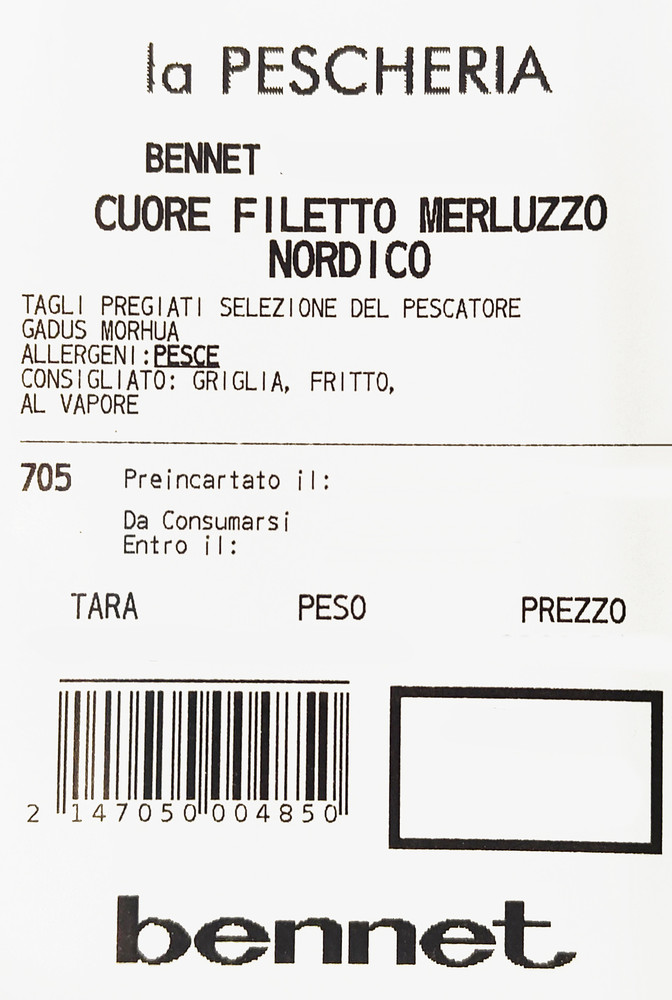 la PESCHERIA
BENNET
CUORE FILETTO MERLUZZO
NORDICO
TAGLI PREGIATI SELEZIONE DEL PESCATORE
GADUS MORHUA
ALLERGENI:PESCE
CONSIGLIATO: GRIGLIA, FRITTO,
AL VAPORE
705 Preincartato il:
Da Consumarsi
Entro il:
TARA PESO PREZZO
2 147050 004850
bennet